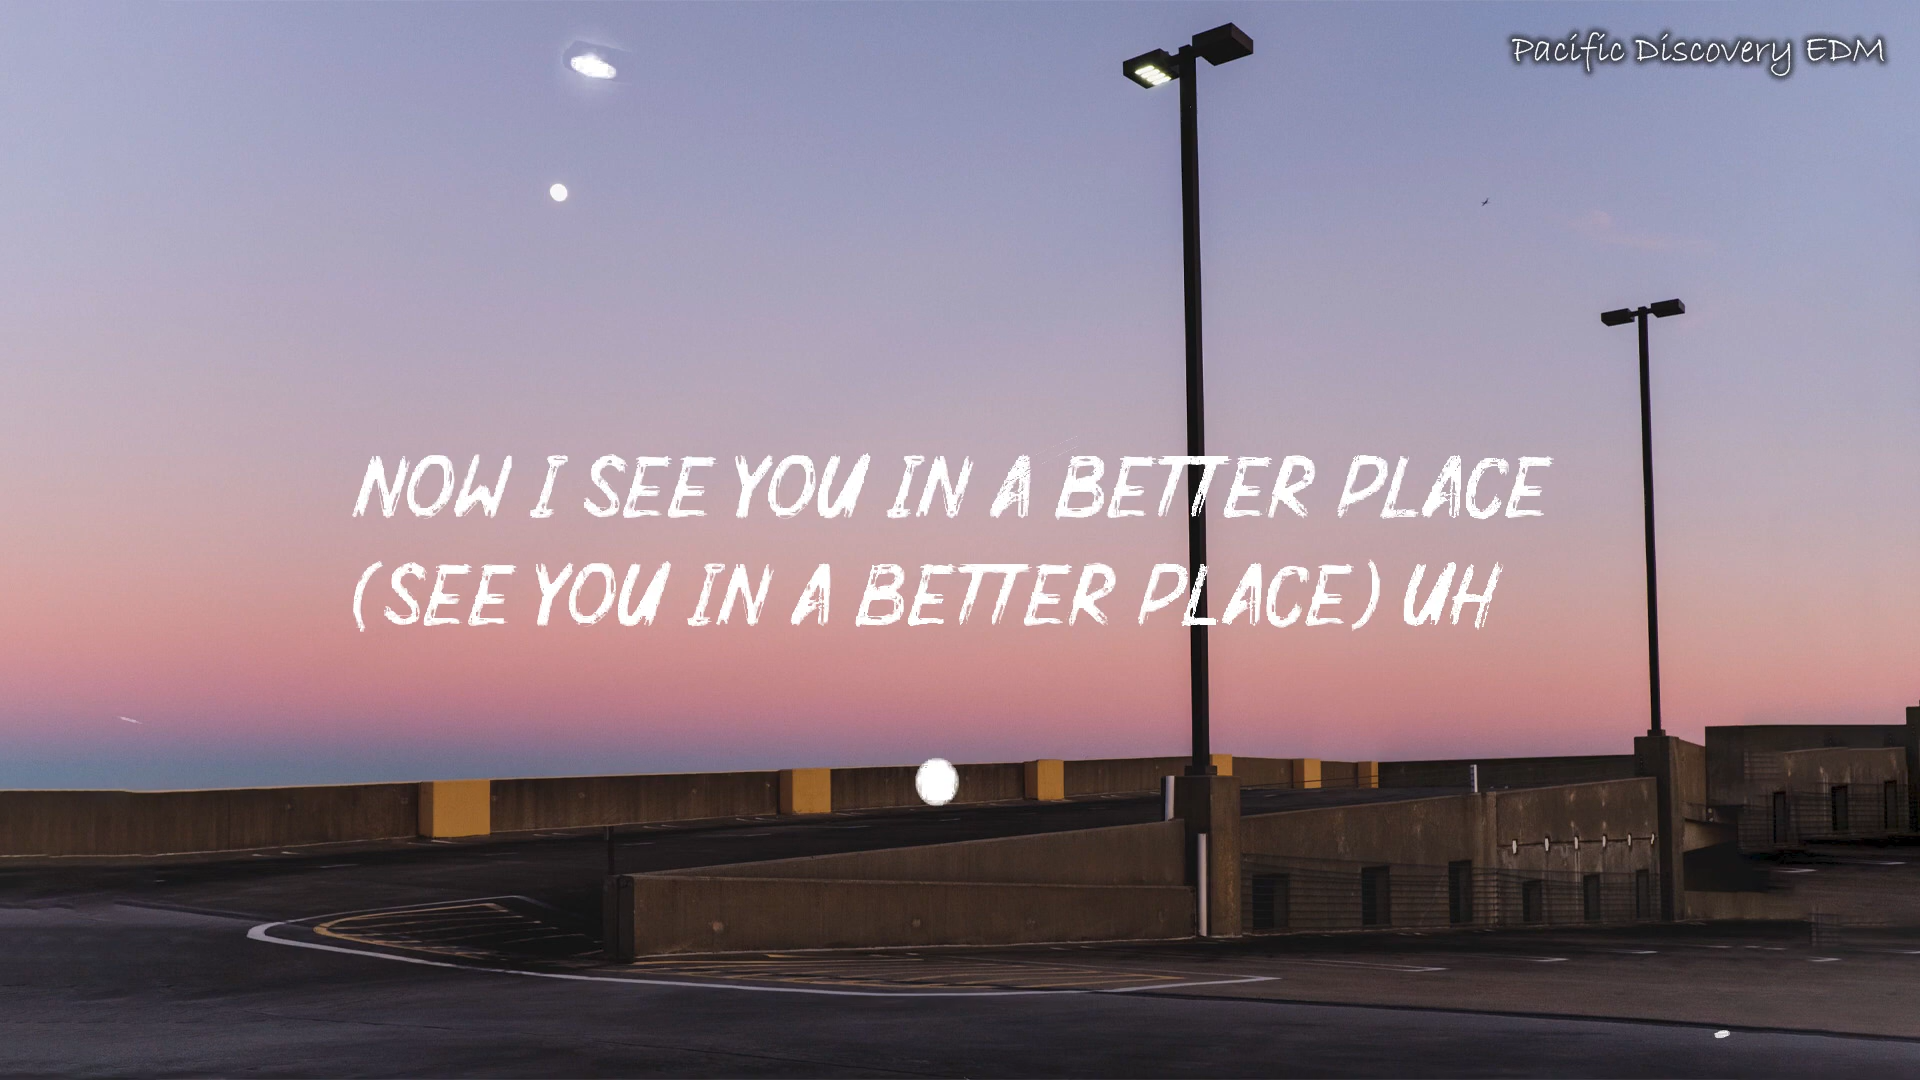 Pacific Discovery EDM
NOW I SEE YOU IN A BETTER PLACE
(SEE YOU IN A BETTER PLACE) UH